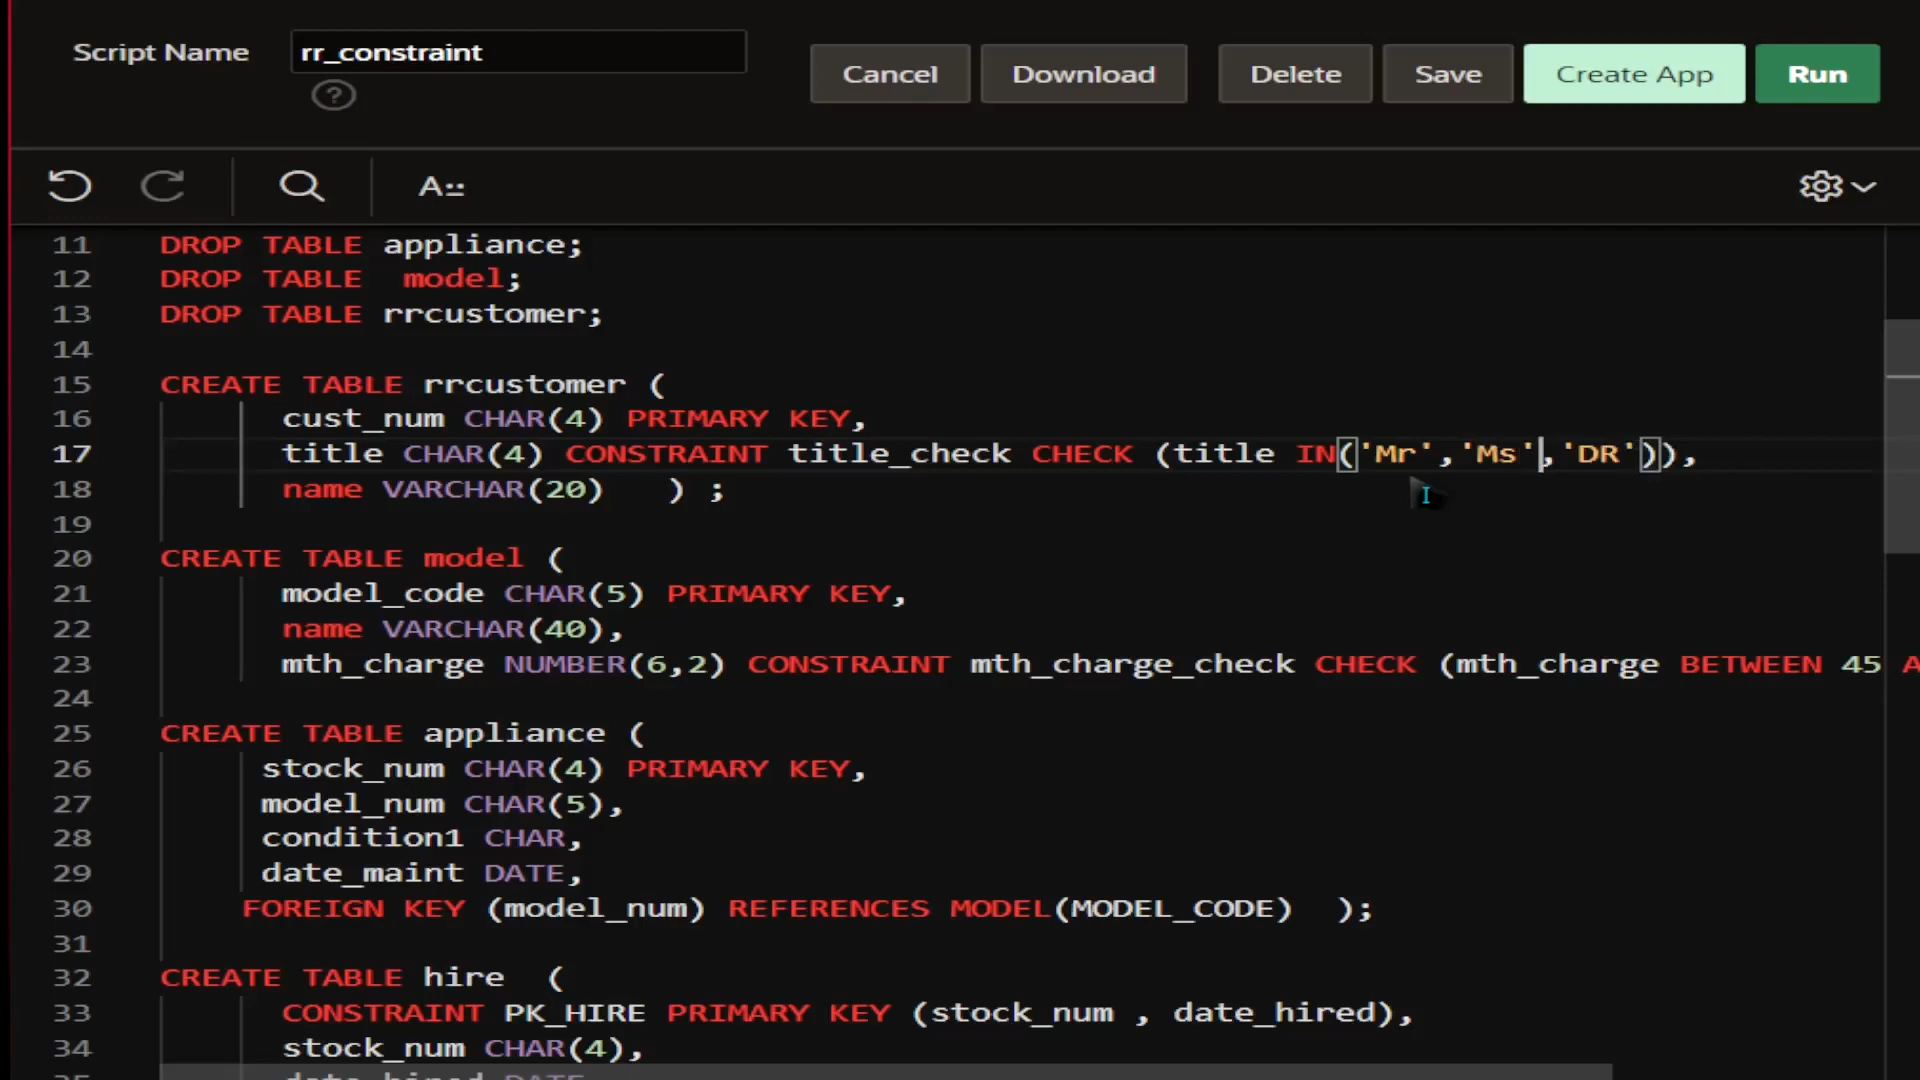 Script Name
rr_constraint
?
Cancel
Download
Delete
Save
Create App
Run
A
11 DROP TABLE appliance;
12 DROP TABLE  model;
13 DROP TABLE rrcustomer;
14
15 CREATE TABLE rrcustomer (
16 cust_num CHAR(4) PRIMARY KEY,
17 title CHAR(4) CONSTRAINT title_check CHECK (title IN('Mr','Ms','DR')),
18 name VARCHAR(20)   ) ;
19
20 CREATE TABLE model (
21 model_code CHAR(5) PRIMARY KEY,
22 name VARCHAR(40),
23 mth_charge NUMBER(6,2) CONSTRAINT mth_charge_check CHECK (mth_charge BETWEEN 45 A
24
25 CREATE TABLE appliance (
26 stock_num CHAR(4) PRIMARY KEY,
27 model_num CHAR(5),
28 condition1 CHAR,
29 date_maint DATE,
30 FOREIGN KEY (model_num) REFERENCES MODEL(MODEL_CODE)  );
31
32 CREATE TABLE hire  (
33 CONSTRAINT PK_HIRE PRIMARY KEY (stock_num , date_hired),
34 stock_num CHAR(4),